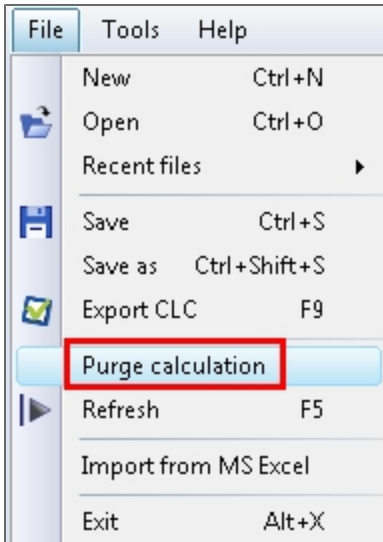 File Tools Help
New Ctrl+N
Open Ctrl+O
Recent files
Save Ctrl+S
Save as Ctrl+Shift+S
Export CLC F9
Purge calculation
Refresh F5
Import from MS Excel
Exit Alt+X